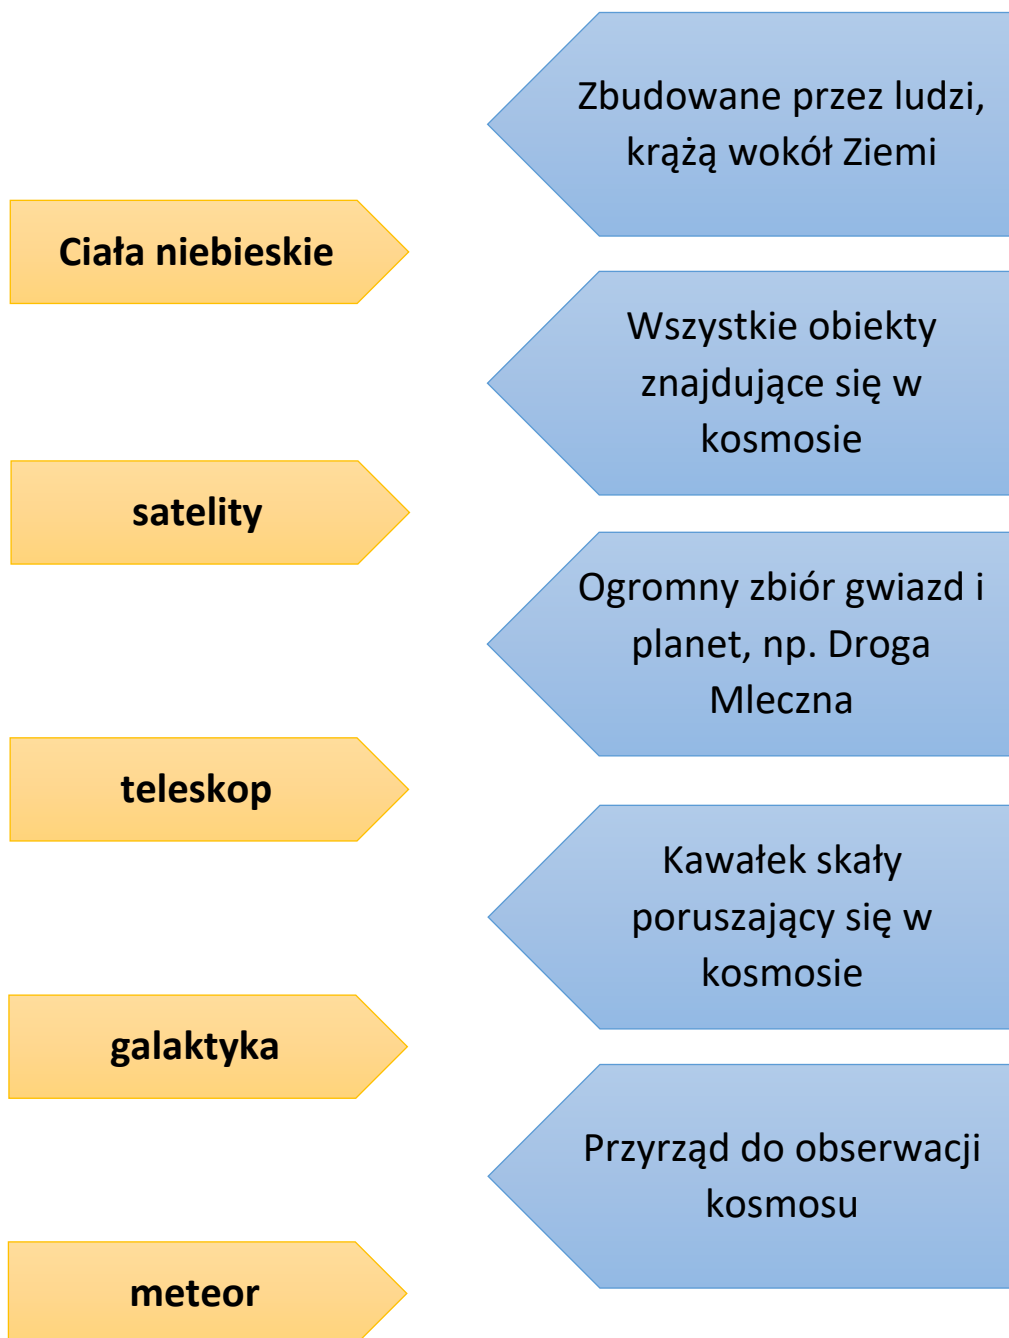 Zbudowane przez ludzi,
krążą wokół Ziemi
Ciała niebieskie
Wszystkie obiekty
znajdujące się w
kosmosie
satelity
Ogromny zbiór gwiazd i
planet, np. Droga
Mleczna
teleskop
Kawałek skały
poruszający się w
kosmosie
galaktyka
Przyrząd do obserwacji
kosmosu
meteor